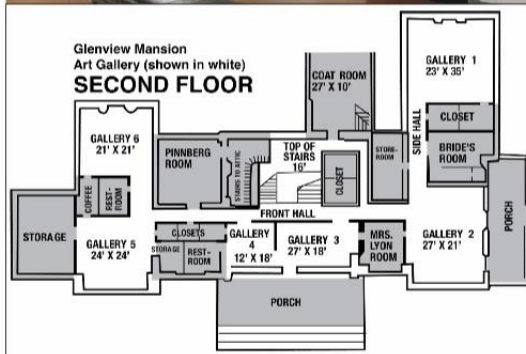 Glenview Mansion
Art Gallery (shown in white)
SECOND FLOOR
COAT ROOM
27' X 10'
GALLERY 1
23' X 35'
GALLERY 6
21' X 21'
PINNBERG
ROOM
STAIRS TO ATTIC
TOP OF
STAIRS
16'
CLOSET
STORE-
ROOM
SIDE HALL
CLOSET
BRIDE'S
ROOM
COFFEE
REST-
ROOM
FRONT HALL
PORCH
STORAGE
GALLERY 5
24' X 24'
CLOSETS
STORAGE
REST-
ROOM
GALLERY
4
12' X 18'
GALLERY 3
27' X 18'
MRS.
LYON
ROOM
GALLERY 2
27' X 21'
PORCH